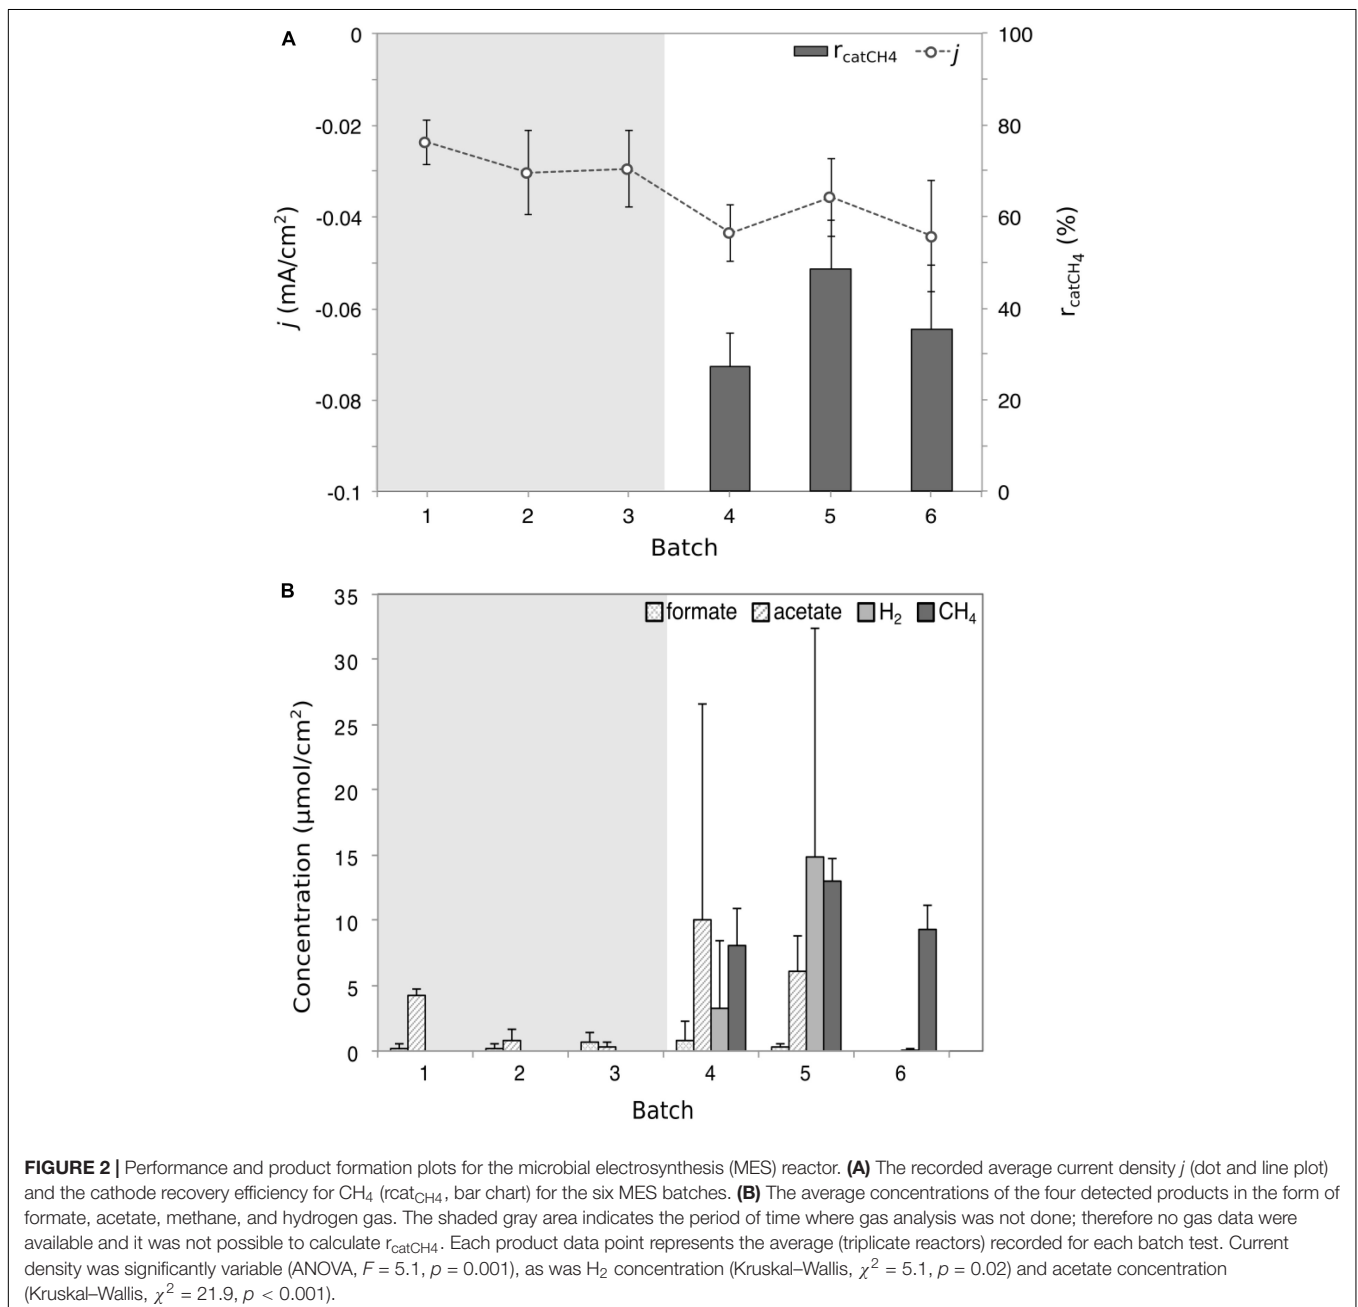 A
0
-0.02
-0.04
-0.06
-0.08
-0.1
j (mA/cm²)
r_catCH4
j
100
80
60
40
20
0
r_catCH4 (%)
1 2 3 4 5 6
Batch
B
35
30
25
20
15
10
5
0
Concentration (µmol/cm²)
formate acetate H₂ CH₄
1 2 3 4 5 6
Batch
FIGURE 2 | Performance and product formation plots for the microbial electrosynthesis (MES) reactor. (A) The recorded average current density j (dot and line plot)
and the cathode recovery efficiency for CH₄ (rcat_CH4, bar chart) for the six MES batches. (B) The average concentrations of the four detected products in the form of
formate, acetate, methane, and hydrogen gas. The shaded gray area indicates the period of time where gas analysis was not done; therefore no gas data were
available and it was not possible to calculate r_catCH4. Each product data point represents the average (triplicate reactors) recorded for each batch test. Current
density was significantly variable (ANOVA, F = 5.1, p = 0.001), as was H₂ concentration (Kruskal–Wallis, χ² = 5.1, p = 0.02) and acetate concentration
(Kruskal–Wallis, χ² = 21.9, p < 0.001).